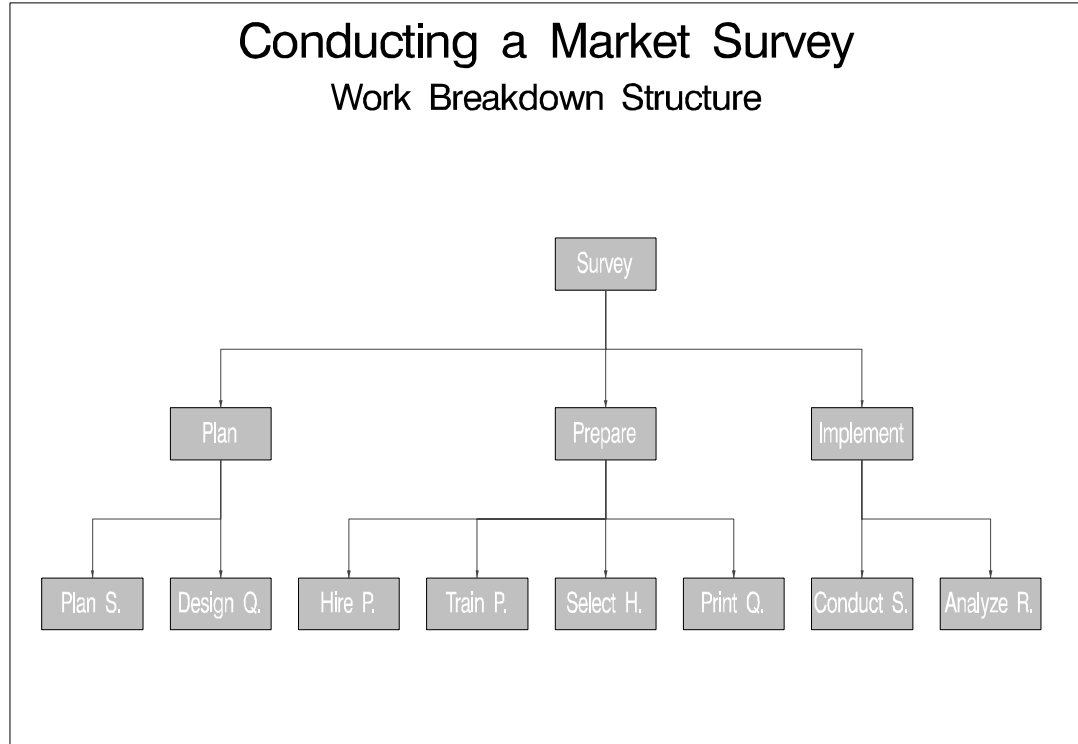 Conducting a Market Survey
Work Breakdown Structure
Survey
Plan
Prepare
Implement
Plan S.
Design Q.
Hire P.
Train P.
Select H.
Print Q.
Conduct S.
Analyze R.